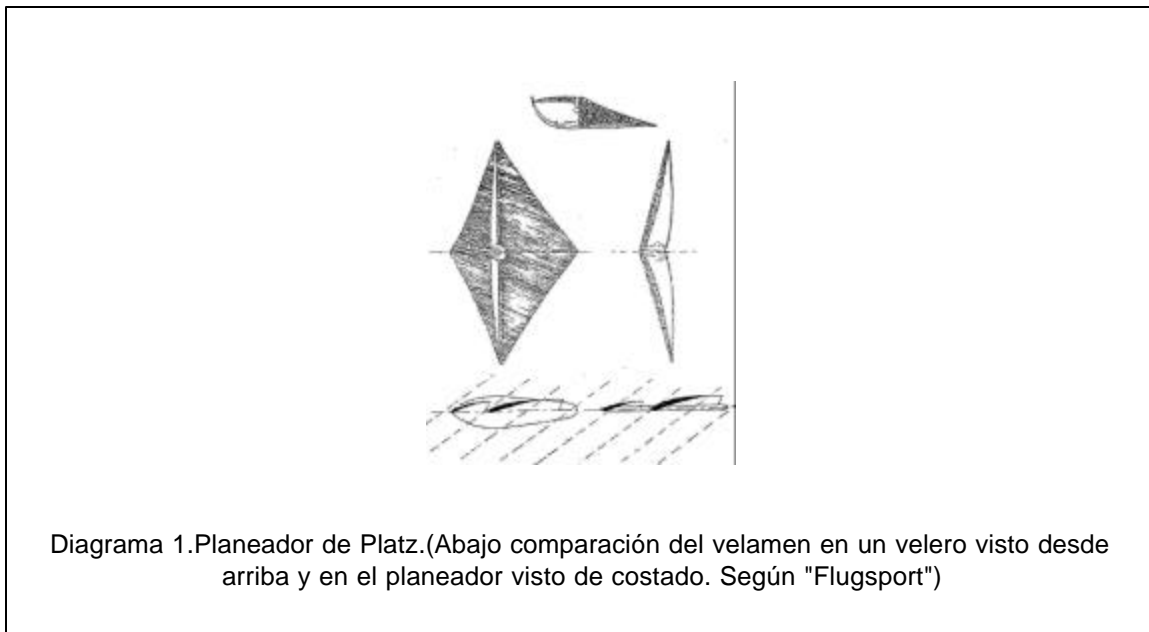 Diagrama 1.Planeador de Platz.(Abajo comparación del velamen en un velero visto desde
arriba y en el planeador visto de costado. Según "Flugsport")